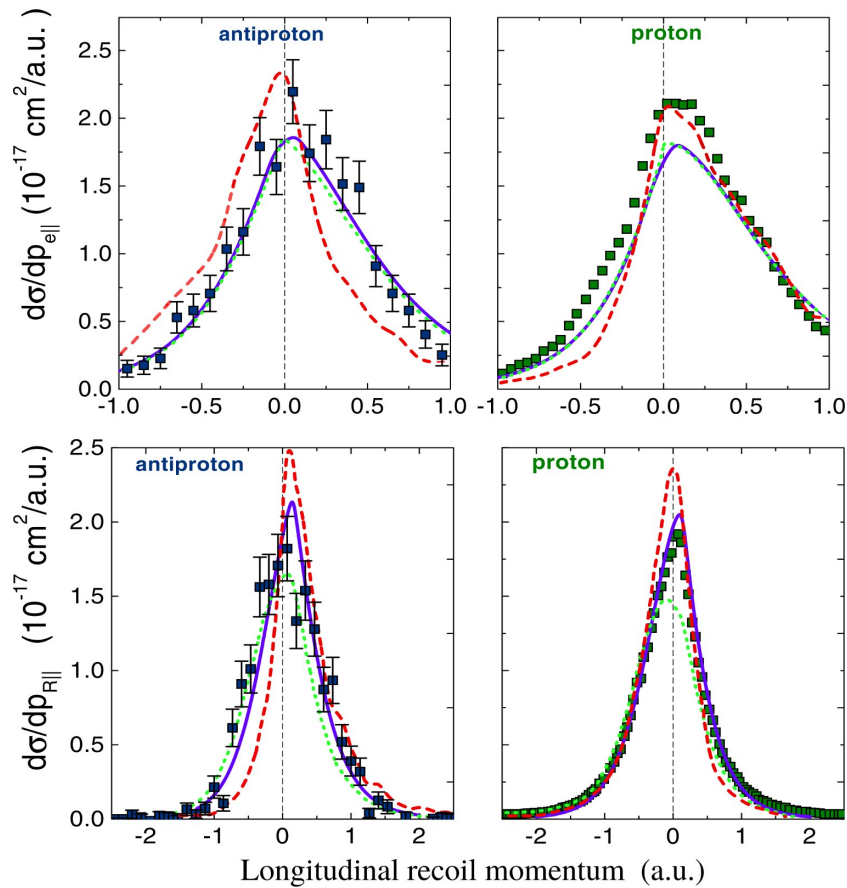 antiproton
proton
dσ/dp_e|| (10^-17 cm^2/a.u. )
2.5
2.0
1.5
1.0
0.5
0.0
-1.0 -0.5 0.0 0.5 1.0
-1.0 -0.5 0.0 0.5 1.0
antiproton
proton
dσ/dp_R|| (10^-17 cm^2/a.u. )
2.5
2.0
1.5
1.0
0.5
0.0
-2 -1 0 1 2
-2 -1 0 1 2
Longitudinal recoil momentum (a.u.)